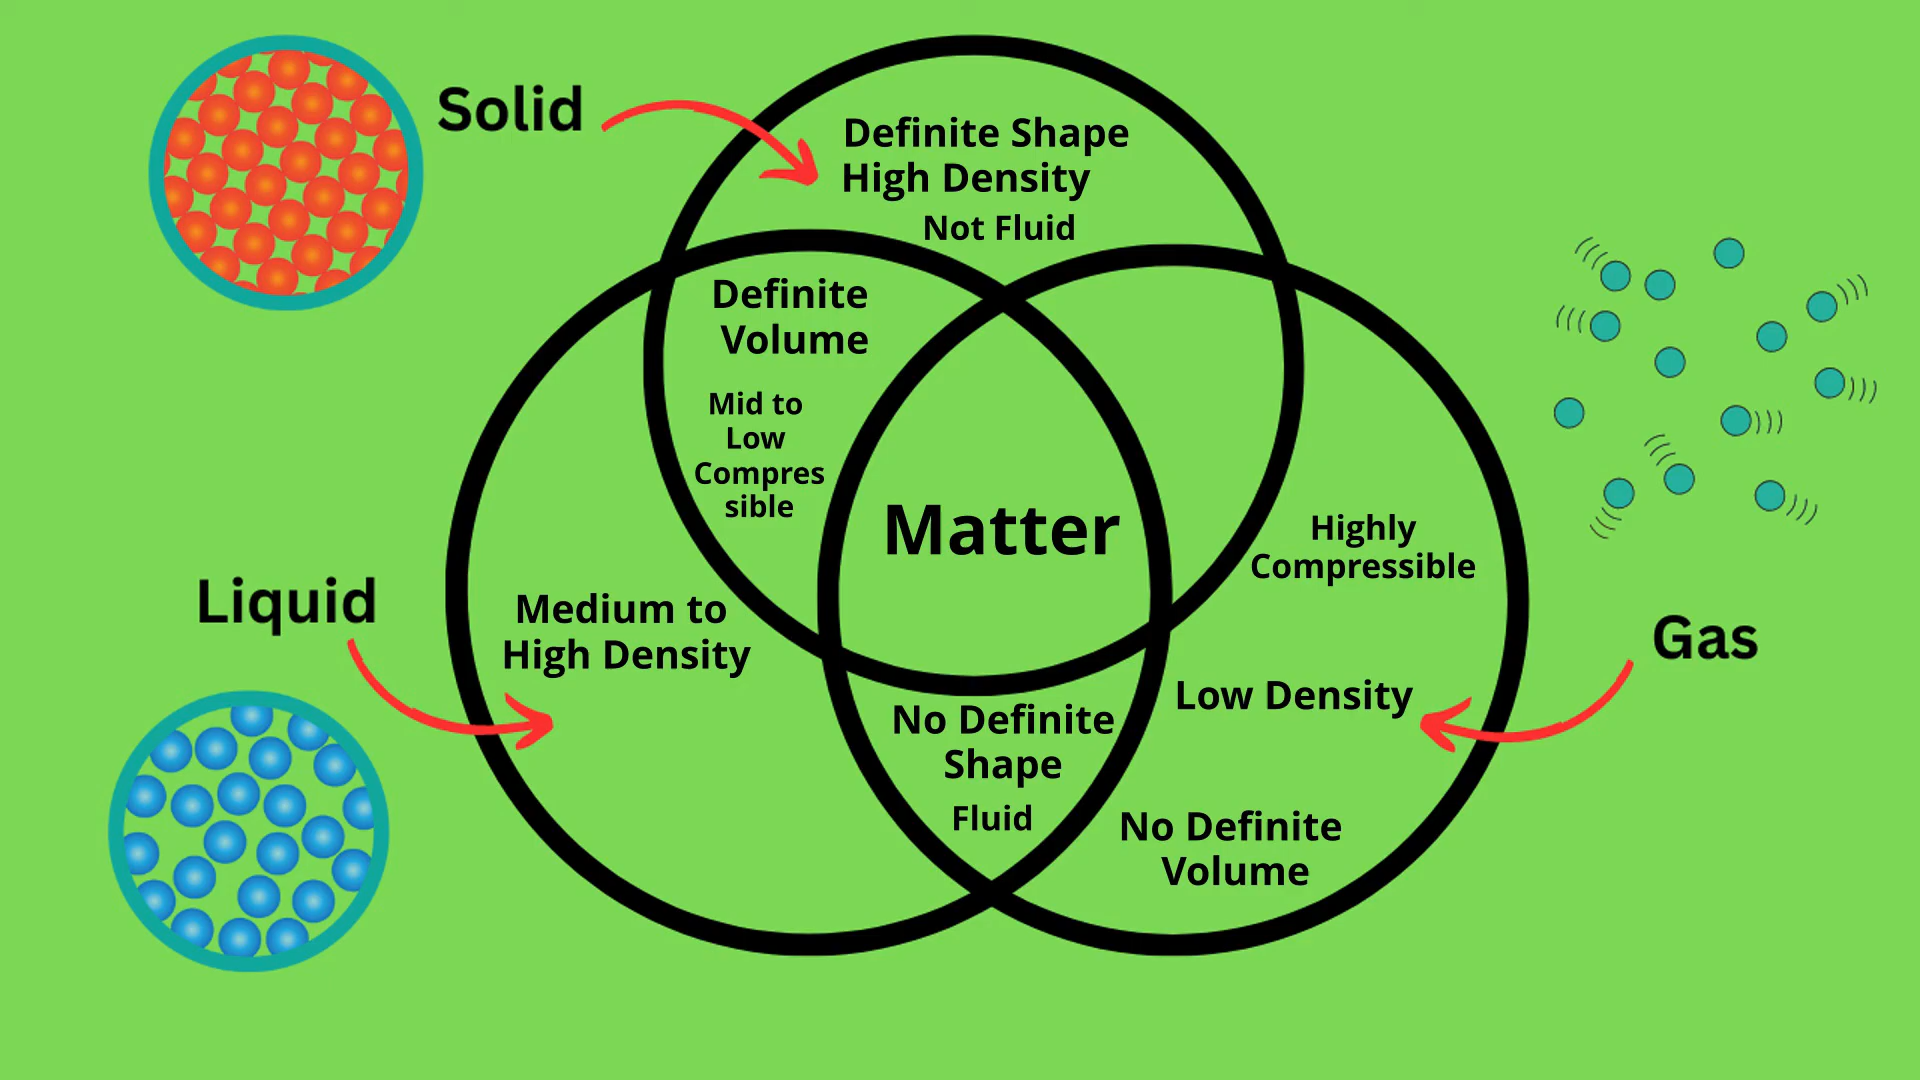 Solid
Definite Shape
High Density
Not Fluid
Definite
Volume
Mid to
Low
Compres
sible
Matter
Highly
Compressible
Liquid
Medium to
High Density
Gas
Low Density
No Definite
Shape
Fluid
No Definite
Volume